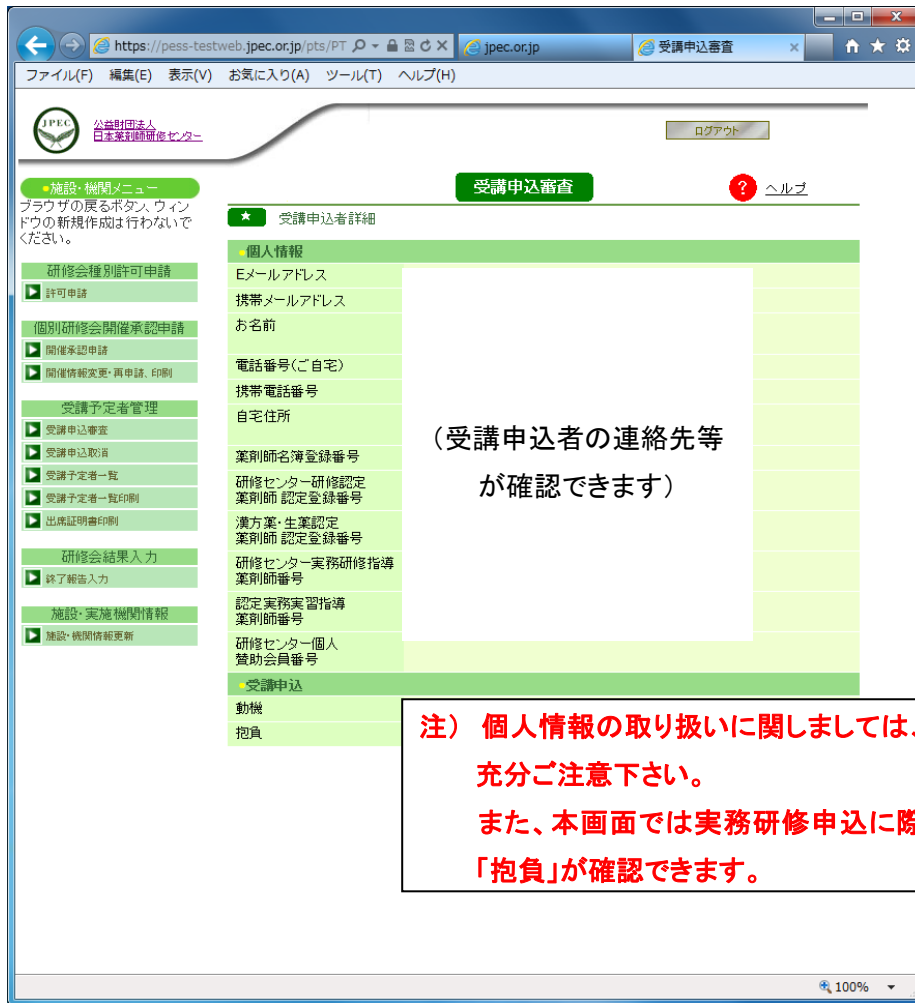 https://pess-testweb.jpec.or.jp/pts/PT
jpec.or.jp
受講申込審査
ファイル(F) 編集(E) 表示(V) お気に入り(A) ツール(T) ヘルプ(H)
JPEC
公益財団法人
日本薬剤師研修センター
ログアウト
•施設・機関メニュー
ブラウザの戻るボタン、ウィン
ドウの新規作成は行わないで
ください。
研修会種別許可申請
許可申請
個別研修会開催承認申請
開催承認申請
開催情報変更・再申請、印刷
受講予定者管理
受講申込審査
受講申込取消
受講予定者一覧
受講予定者一覧印刷
出席証明書印刷
研修会結果入力
終了報告入力
施設・実施機関情報
施設・機関情報更新
受講申込審査
? ヘルプ
★ 受講申込者詳細
•個人情報
Eメールアドレス
携帯メールアドレス
お名前
電話番号(ご自宅)
携帯電話番号
自宅住所
薬剤師名簿登録番号
研修センター研修認定
薬剤師 認定登録番号
漢方薬・生薬認定
薬剤師 認定登録番号
研修センター実務研修指導
薬剤師番号
認定実務実習指導
薬剤師番号
研修センター個人
賛助会員番号
(受講申込者の連絡先等
が確認できます)
•受講申込
動機
抱負
注) 個人情報の取り扱いに関しましては、
充分ご注意下さい。
また、本画面では実務研修申込に際
「抱負」が確認できます。
100%